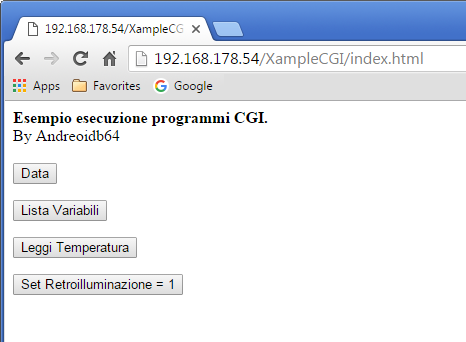 192.168.178.54/XampleCG
192.168.178.54/XampleCGI/index.html
Apps Favorites Google
Esempio esecuzione programmi CGI.
By Andreoidb64
Data
Lista Variabili
Leggi Temperatura
Set Retroilluminazione = 1